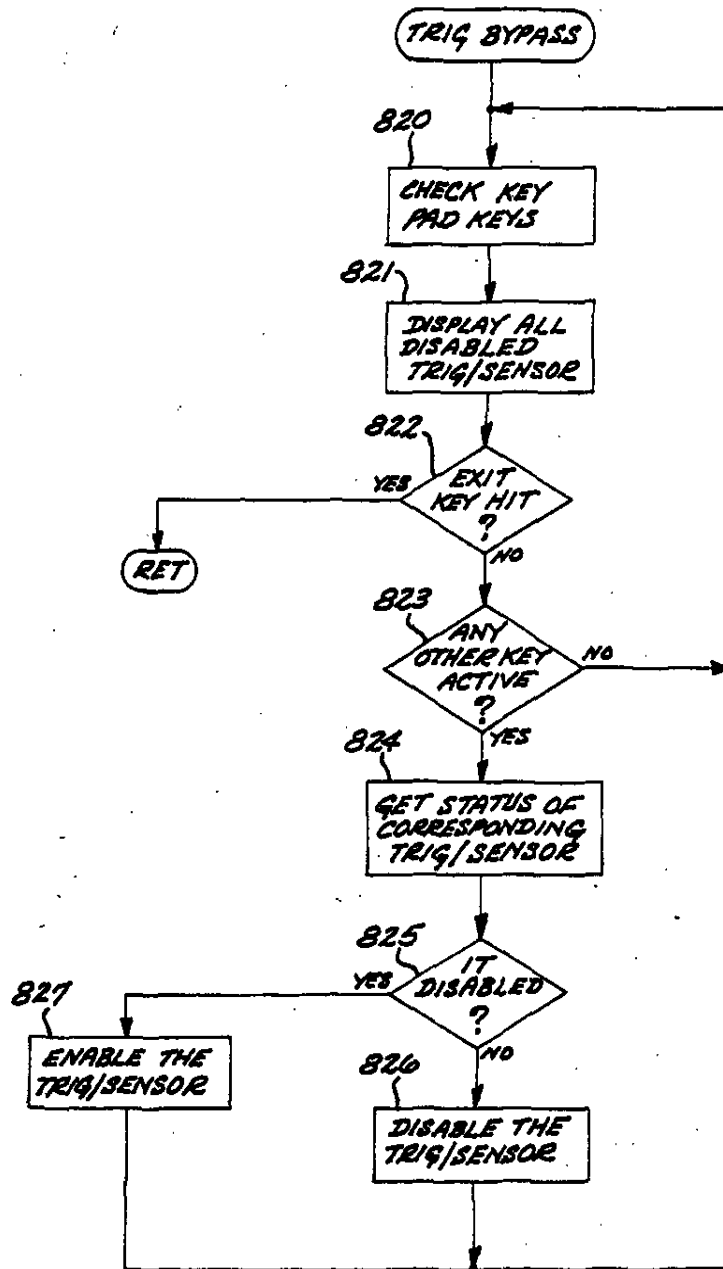 TRIG BYPASS
820
CHECK KEY
PAD KEYS
821
DISPLAY ALL
DISABLED
TRIG/SENSOR
822
EXIT
KEY HIT
?
YES
NO
RET
823
ANY
OTHER KEY
ACTIVE
?
NO
YES
824
GET STATUS OF
CORRESPONDING
TRIG/SENSOR
825
IT
DISABLED
?
YES
NO
827
ENABLE THE
TRIG/SENSOR
826
DISABLE THE
TRIG/SENSOR